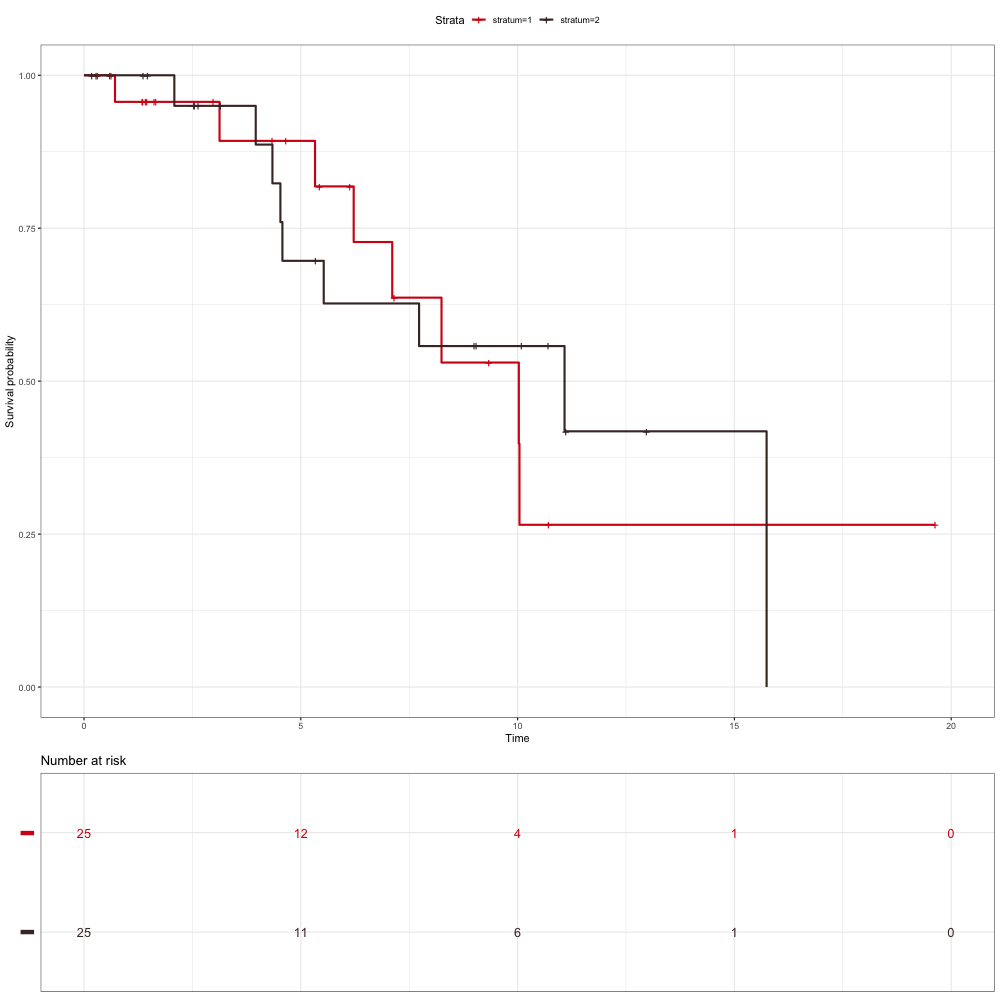 Strata stratum=1 stratum=2
Survival probability
1.00
0.75
0.50
0.25
0.00
0 5 10 15 20
Time
Number at risk
25 12 4 1 0
25 11 6 1 0